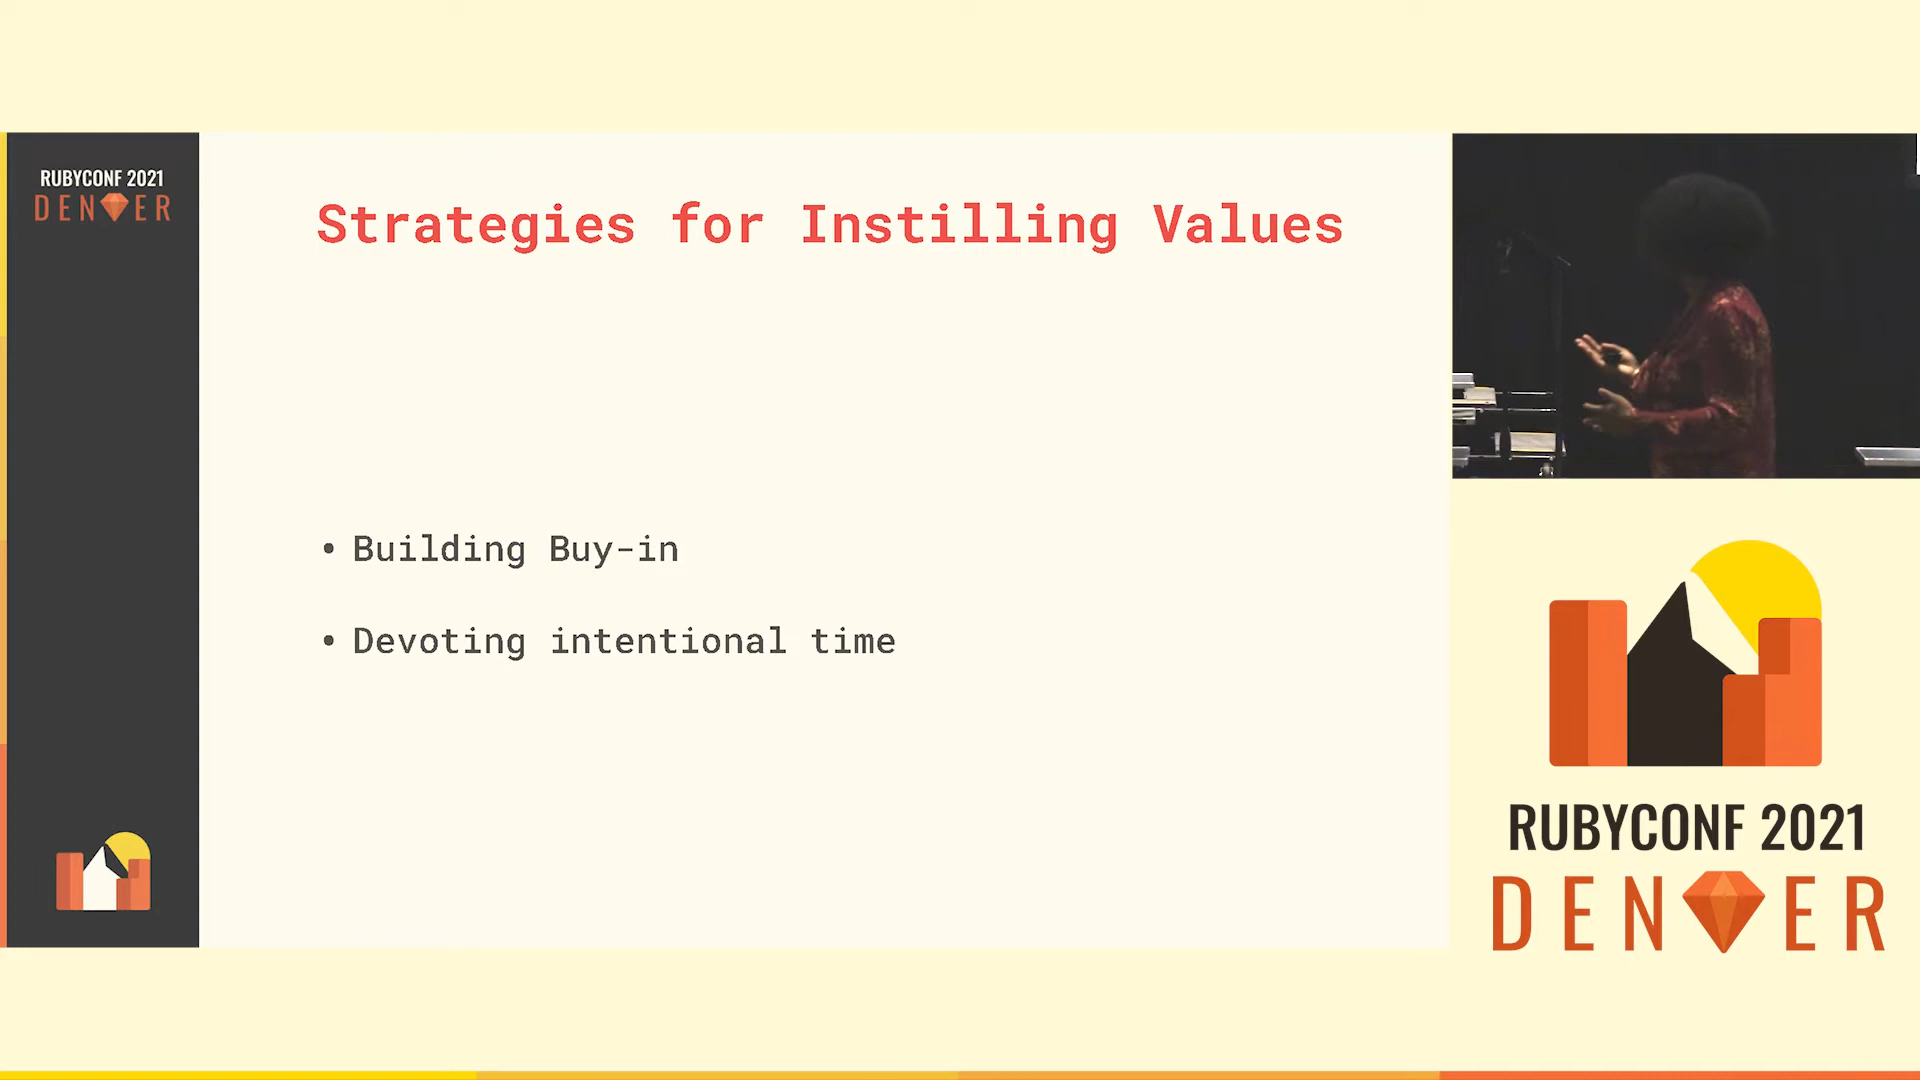 RUBYCONF 2021
DENVER
Strategies for Instilling Values
• Building Buy-in
• Devoting intentional time
RUBYCONF 2021
DENVER